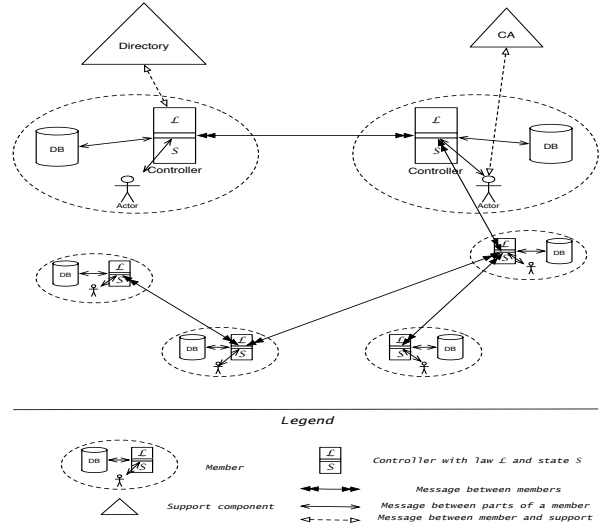 Directory
CA
DB
ℒ
S
Controller
Actor
ℒ
S
Controller
DB
Actor
DB
ℒ
S
ℒ
S
DB
DB
ℒ
S
ℒ
S
DB
Legend
DB
ℒ
S
Member
ℒ
S
Controller with law ℒ and state S
Support component
Message between members
Message between parts of a member
Message between member and support